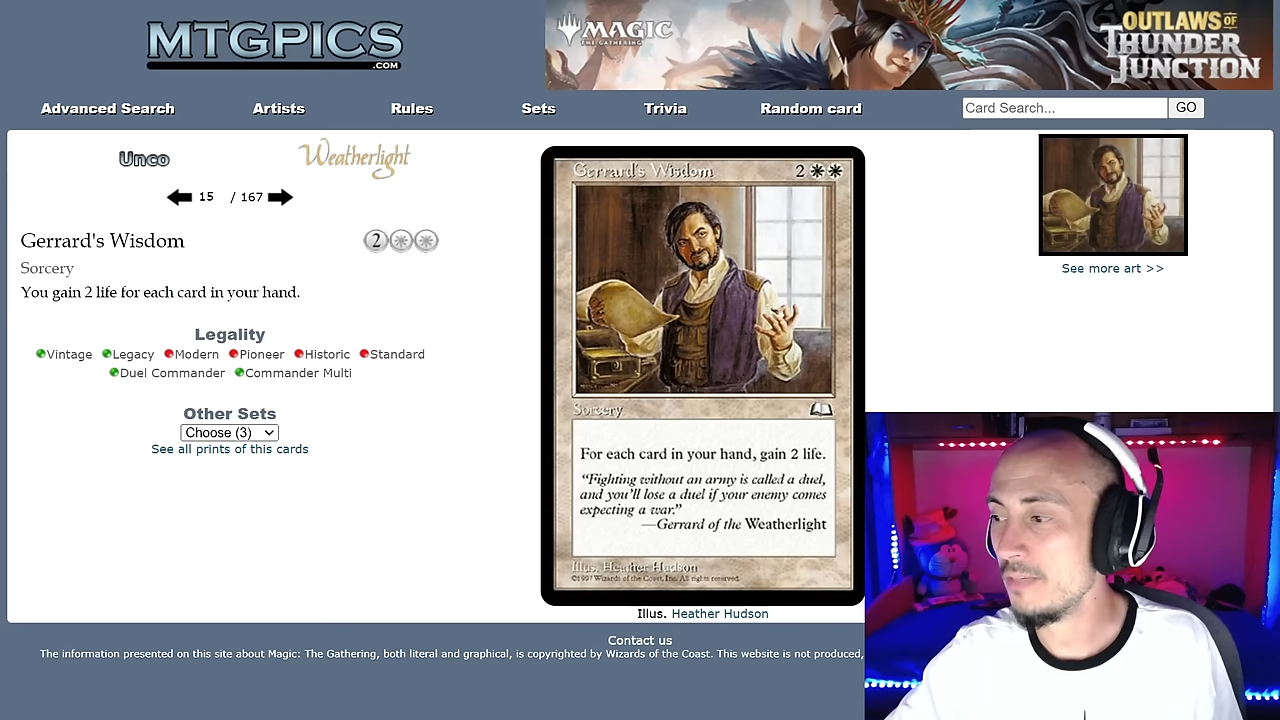 MTGPICS
.COM
MAGIC
THE GATHERING
OUTLAWS OF
THUNDER
JUNCTION
Advanced Search Artists Rules Sets Trivia Random card Card Search... GO
Unco Weatherlight
15 / 167
Gerrard's Wisdom 2
Sorcery
You gain 2 life for each card in your hand.
Legality
Vintage Legacy Modern Pioneer Historic Standard
Duel Commander Commander Multi
Other Sets
Choose (3)
See all prints of this cards
Gerrard's Wisdom 2
Sorcery
For each card in your hand, gain 2 life.
“Fighting without an army is called a duel,
and you’ll lose a duel if your enemy comes
expecting a war.”
—Gerrard of the Weatherlight
Illus. Heather Hudson
©1997 Wizards of the Coast, Inc. All rights reserved.
Illus. Heather Hudson
See more art >>
Contact us
The information presented on this site about Magic: The Gathering, both literal and graphical, is copyrighted by Wizards of the Coast. This website is not produced,